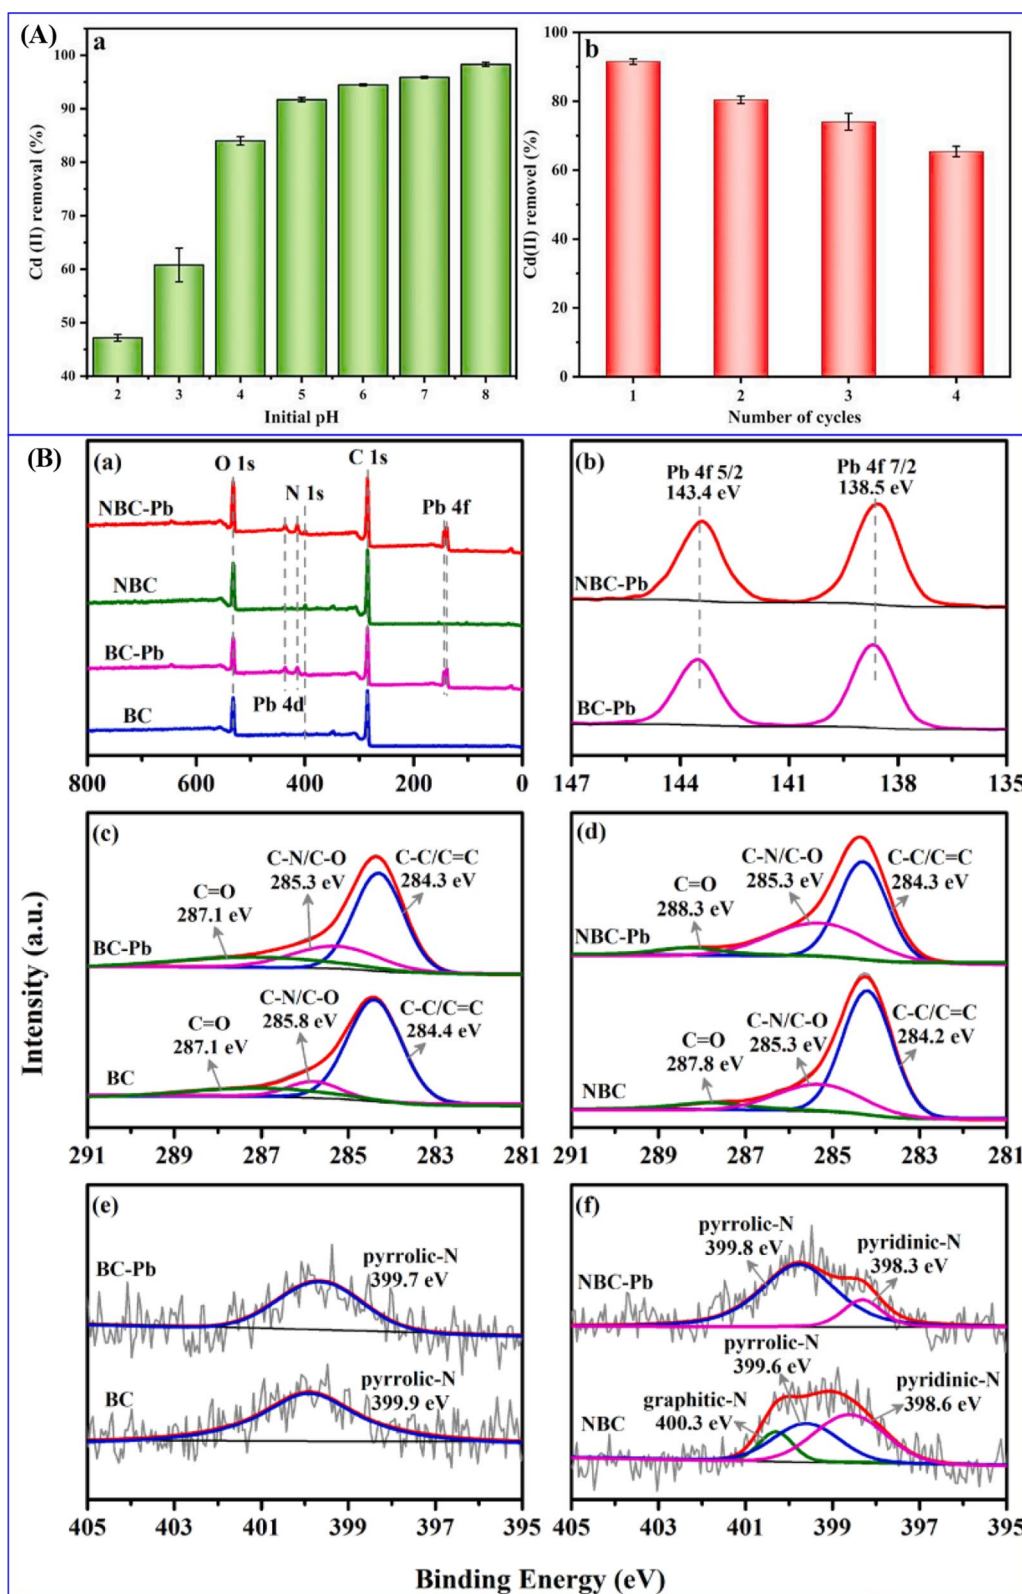 (A)
a
Cd (II) removal (%)
100
90
80
70
60
50
40
2 3 4 5 6 7 8
Initial pH
b
Cd(II) removel (%)
100
80
60
40
20
0
1 2 3 4
Number of cycles
(B)
Intensity (a.u.)
(a)
O 1s
C 1s
N 1s
Pb 4f
NBC-Pb
NBC
BC-Pb
Pb 4d
BC
800 600 400 200 0
(b)
Pb 4f 5/2
143.4 eV
Pb 4f 7/2
138.5 eV
NBC-Pb
BC-Pb
147 144 141 138 135
(c)
C=O
287.1 eV
C-N/C-O
285.3 eV
C-C/C=C
284.3 eV
BC-Pb
C=O
287.1 eV
C-N/C-O
285.8 eV
C-C/C=C
284.4 eV
BC
291 289 287 285 283 281
(d)
C=O
288.3 eV
C-N/C-O
285.3 eV
C-C/C=C
284.3 eV
NBC-Pb
C=O
287.8 eV
C-N/C-O
285.3 eV
C-C/C=C
284.2 eV
NBC
291 289 287 285 283 281
(e)
BC-Pb
pyrrolic-N
399.7 eV
BC
pyrrolic-N
399.9 eV
405 403 401 399 397 395
(f)
pyrrolic-N
399.8 eV
pyridinic-N
398.3 eV
NBC-Pb
pyrrolic-N
399.6 eV
graphitic-N
400.3 eV
pyridinic-N
398.6 eV
NBC
405 403 401 399 397 395
Binding Energy (eV)